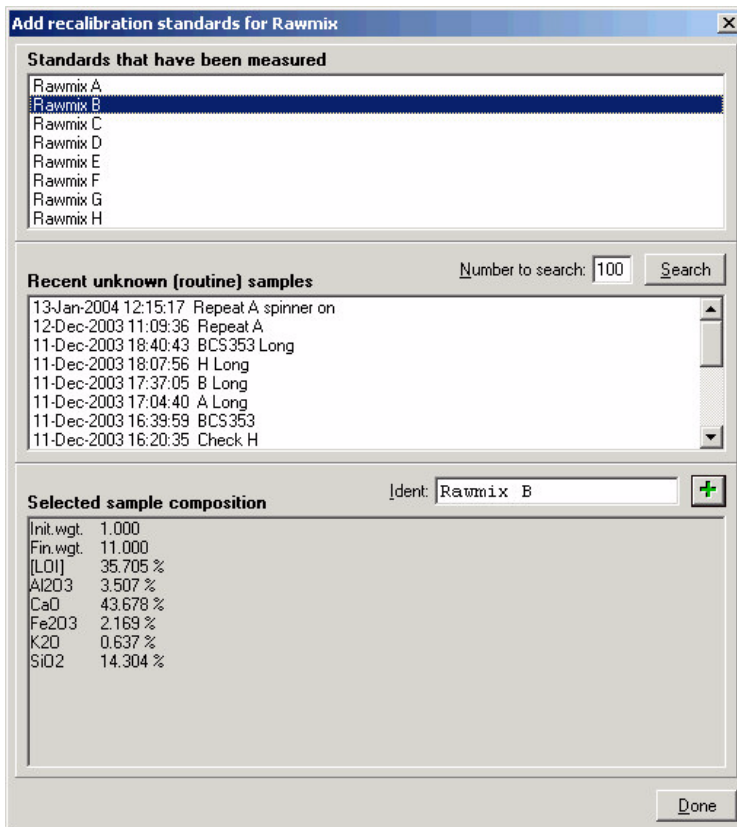 Add recalibration standards for Rawmix
Standards that have been measured
Rawmix A
Rawmix B
Rawmix C
Rawmix D
Rawmix E
Rawmix F
Rawmix G
Rawmix H
Number to search: 100 Search
Recent unknown (routine) samples
13-Jan-2004 12:15:17 Repeat A spinner on
12-Dec-2003 11:09:36 Repeat A
11-Dec-2003 18:40:43 BCS353 Long
11-Dec-2003 18:07:56 H Long
11-Dec-2003 17:37:05 B Long
11-Dec-2003 17:04:40 A Long
11-Dec-2003 16:39:59 BCS353
11-Dec-2003 16:20:35 Check H
Ident: Rawmix B
Selected sample composition
Init.wgt. 1.000
Fin.wgt. 11.000
[LOI] 35.705 %
Al2O3 3.507 %
CaO 43.678 %
Fe2O3 2.169 %
K2O 0.637 %
SiO2 14.304 %
Done